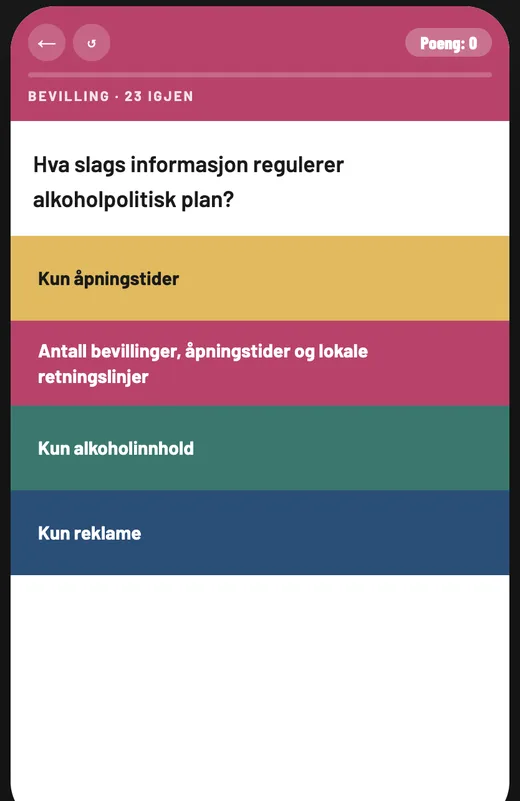 ←
↺
Poeng: 0
BEVILLING · 23 IGJEN
Hva slags informasjon regulerer
alkoholpolitisk plan?
Kun åpningstider
Antall bevillinger, åpningstider og lokale
retningslinjer
Kun alkoholinnhold
Kun reklame